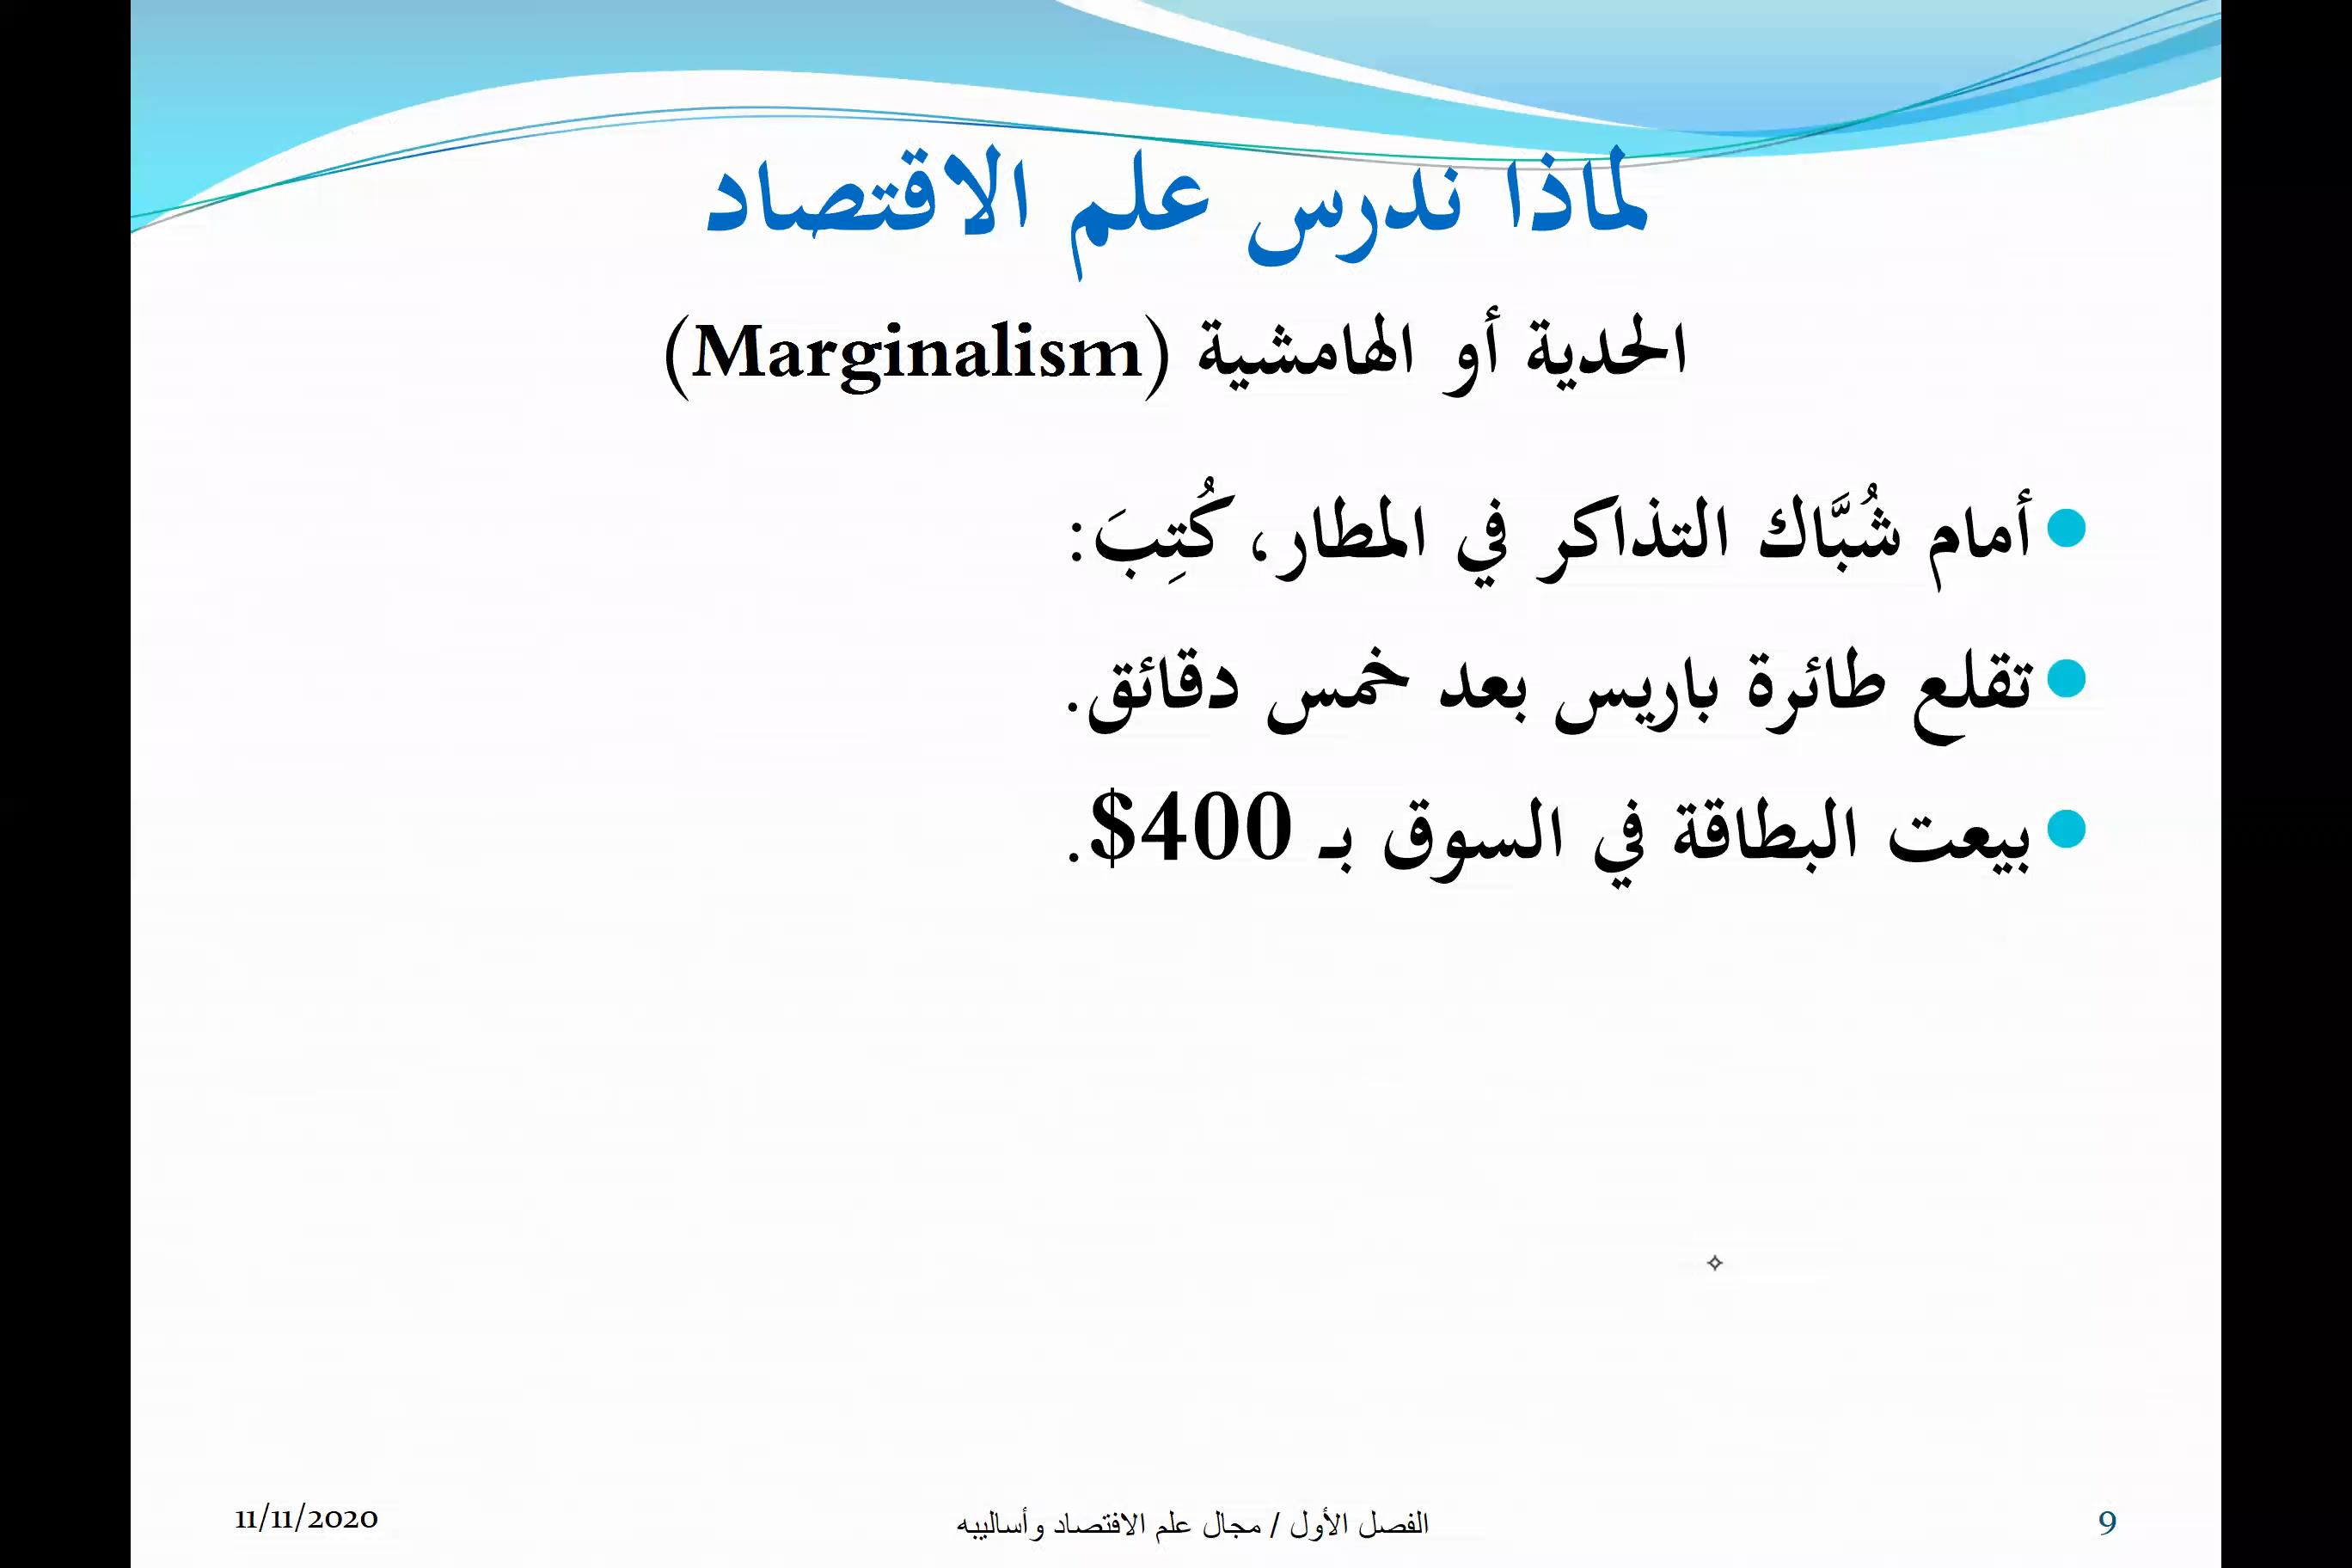 لماذا ندرس علم الاقتصاد
الحدية أو الهامشية (Marginalism)
أمام شُبَّاك التذاكر في المطار، كُتِبَ:
تقلع طائرة باريس بعد خمس دقائق.
بيعت البطاقة في السوق بـ 400$.
11/11/2020
الفصل الأول / مجال علم الاقتصاد وأساليبه
9